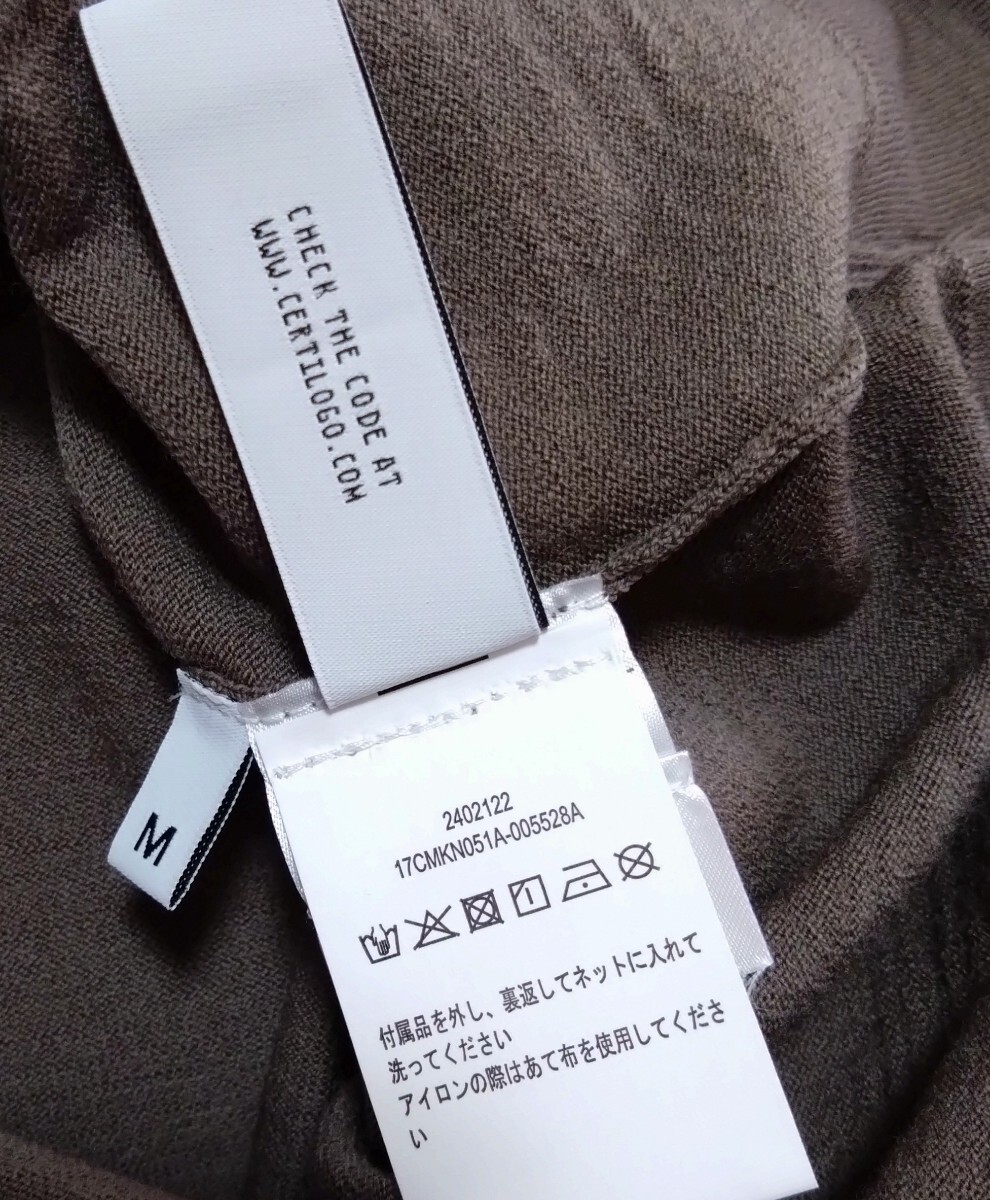 CHECK THE CODE AT
WWW.CERTILOGO.COM
M
2402122
17CMKN051A-005528A
付属品を外し、裏返してネットに入れて
洗ってください
アイロンの際はあて布を使用してくださ
い